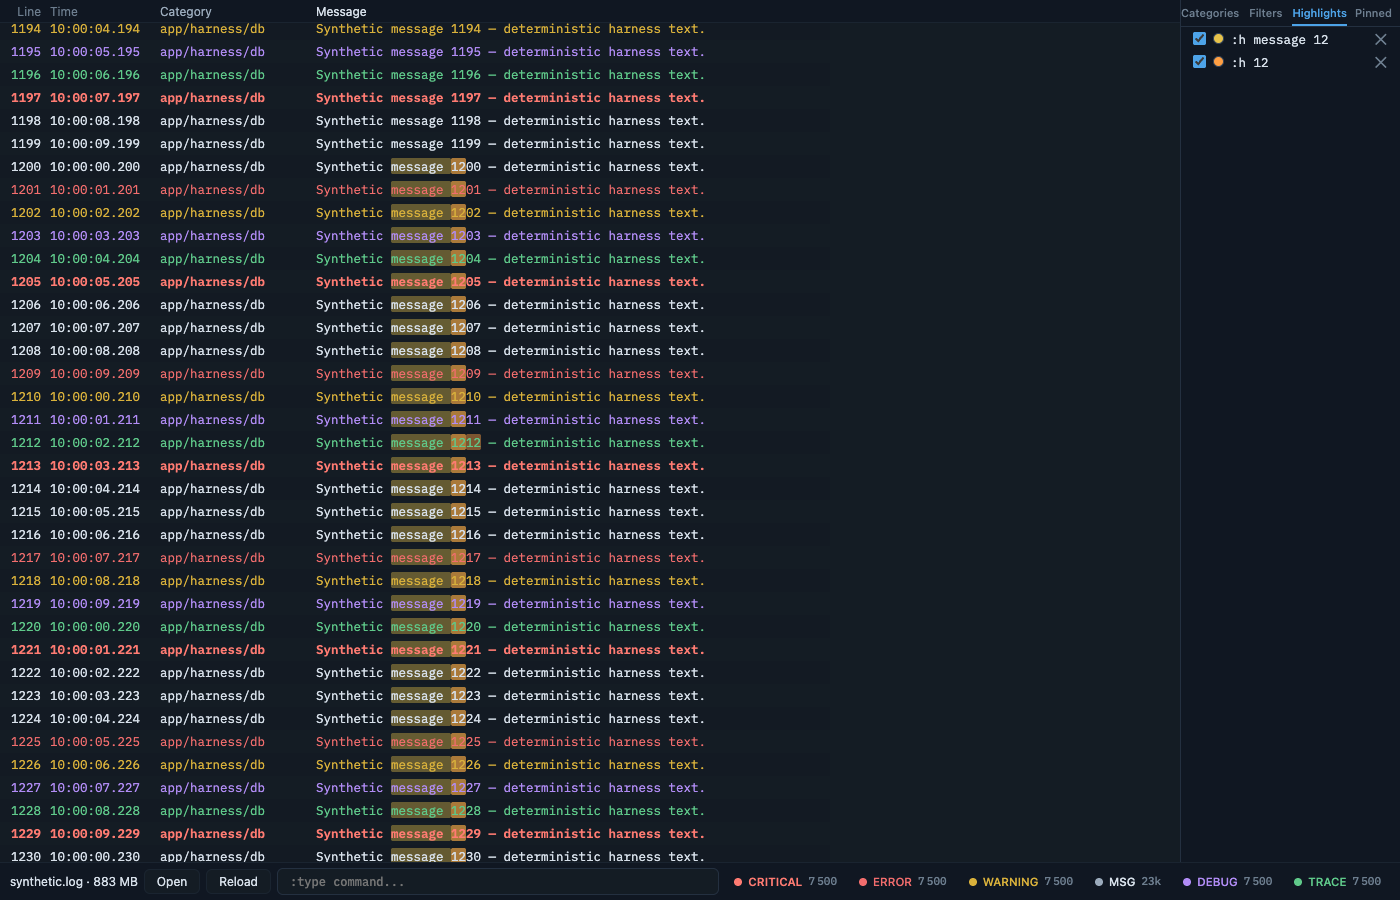 Line Time Category Message
1194 10:00:04.194 app/harness/db Synthetic message 1194 — deterministic harness text.
1195 10:00:05.195 app/harness/db Synthetic message 1195 — deterministic harness text.
1196 10:00:06.196 app/harness/db Synthetic message 1196 — deterministic harness text.
1197 10:00:07.197 app/harness/db Synthetic message 1197 — deterministic harness text.
1198 10:00:08.198 app/harness/db Synthetic message 1198 — deterministic harness text.
1199 10:00:09.199 app/harness/db Synthetic message 1199 — deterministic harness text.
1200 10:00:00.200 app/harness/db Synthetic message 1200 — deterministic harness text.
1201 10:00:01.201 app/harness/db Synthetic message 1201 — deterministic harness text.
1202 10:00:02.202 app/harness/db Synthetic message 1202 — deterministic harness text.
1203 10:00:03.203 app/harness/db Synthetic message 1203 — deterministic harness text.
1204 10:00:04.204 app/harness/db Synthetic message 1204 — deterministic harness text.
1205 10:00:05.205 app/harness/db Synthetic message 1205 — deterministic harness text.
1206 10:00:06.206 app/harness/db Synthetic message 1206 — deterministic harness text.
1207 10:00:07.207 app/harness/db Synthetic message 1207 — deterministic harness text.
1208 10:00:08.208 app/harness/db Synthetic message 1208 — deterministic harness text.
1209 10:00:09.209 app/harness/db Synthetic message 1209 — deterministic harness text.
1210 10:00:00.210 app/harness/db Synthetic message 1210 — deterministic harness text.
1211 10:00:01.211 app/harness/db Synthetic message 1211 — deterministic harness text.
1212 10:00:02.212 app/harness/db Synthetic message 1212 — deterministic harness text.
1213 10:00:03.213 app/harness/db Synthetic message 1213 — deterministic harness text.
1214 10:00:04.214 app/harness/db Synthetic message 1214 — deterministic harness text.
1215 10:00:05.215 app/harness/db Synthetic message 1215 — deterministic harness text.
1216 10:00:06.216 app/harness/db Synthetic message 1216 — deterministic harness text.
1217 10:00:07.217 app/harness/db Synthetic message 1217 — deterministic harness text.
1218 10:00:08.218 app/harness/db Synthetic message 1218 — deterministic harness text.
1219 10:00:09.219 app/harness/db Synthetic message 1219 — deterministic harness text.
1220 10:00:00.220 app/harness/db Synthetic message 1220 — deterministic harness text.
1221 10:00:01.221 app/harness/db Synthetic message 1221 — deterministic harness text.
1222 10:00:02.222 app/harness/db Synthetic message 1222 — deterministic harness text.
1223 10:00:03.223 app/harness/db Synthetic message 1223 — deterministic harness text.
1224 10:00:04.224 app/harness/db Synthetic message 1224 — deterministic harness text.
1225 10:00:05.225 app/harness/db Synthetic message 1225 — deterministic harness text.
1226 10:00:06.226 app/harness/db Synthetic message 1226 — deterministic harness text.
1227 10:00:07.227 app/harness/db Synthetic message 1227 — deterministic harness text.
1228 10:00:08.228 app/harness/db Synthetic message 1228 — deterministic harness text.
1229 10:00:09.229 app/harness/db Synthetic message 1229 — deterministic harness text.
1230 10:00:00.230 app/harness/db Synthetic message 1230 — deterministic harness text.
Categories Filters Highlights Pinned
:h message 12
:h 12
synthetic.log · 883 MB Open Reload :type command... CRITICAL 7 500 ERROR 7 500 WARNING 7 500 MSG 23k DEBUG 7 500 TRACE 7 500